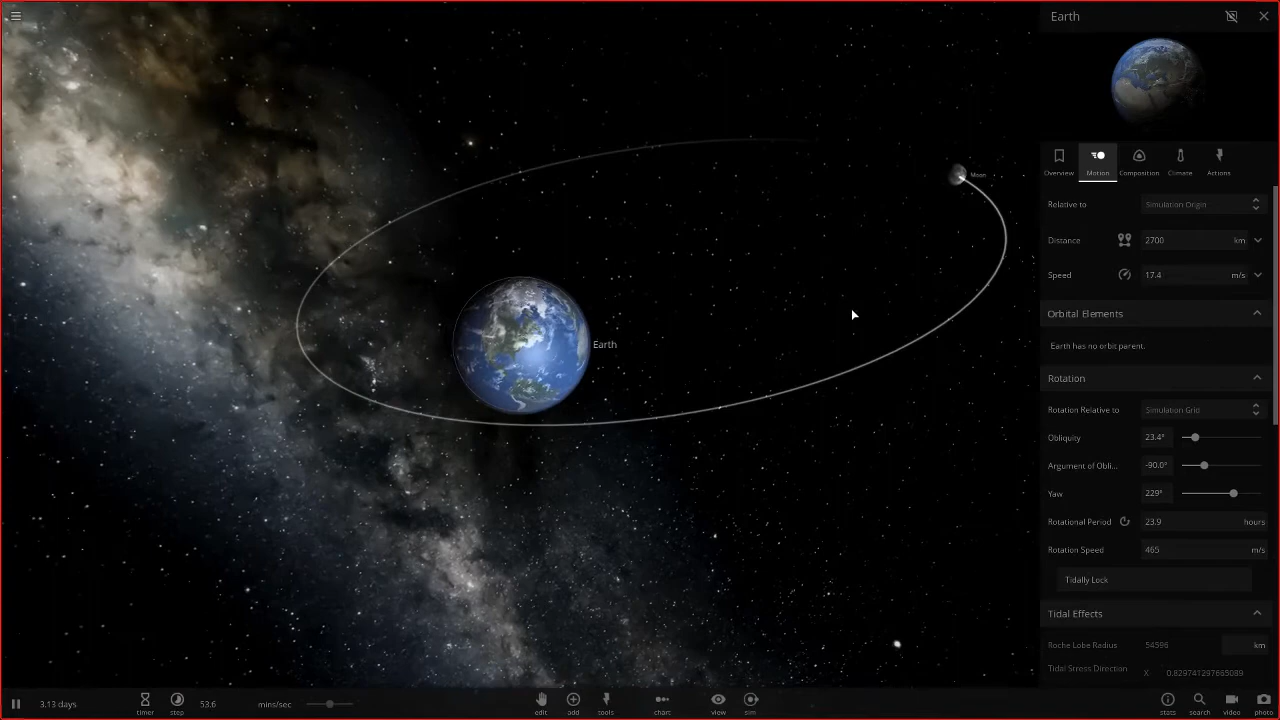 Earth
Overview Motion Composition Climate Actions
Relative to Simulation Origin
Distance 2700 km
Speed 17.4 m/s
Orbital Elements
Earth has no orbit parent.
Rotation
Rotation Relative to Simulation Grid
Obliquity 23.4°
Argument of Obli... -90.0°
Yaw 229°
Rotational Period 23.9 hours
Rotation Speed 465 m/s
Tidally Lock
Tidal Effects
Roche Lobe Radius 54596 km
Tidal Stress Direction X 0.829741297665089
Moon
Earth
3.13 days
timer
step
53.6 mins/sec
edit
add
tools
chart
view
sim
stats
search
video
photo